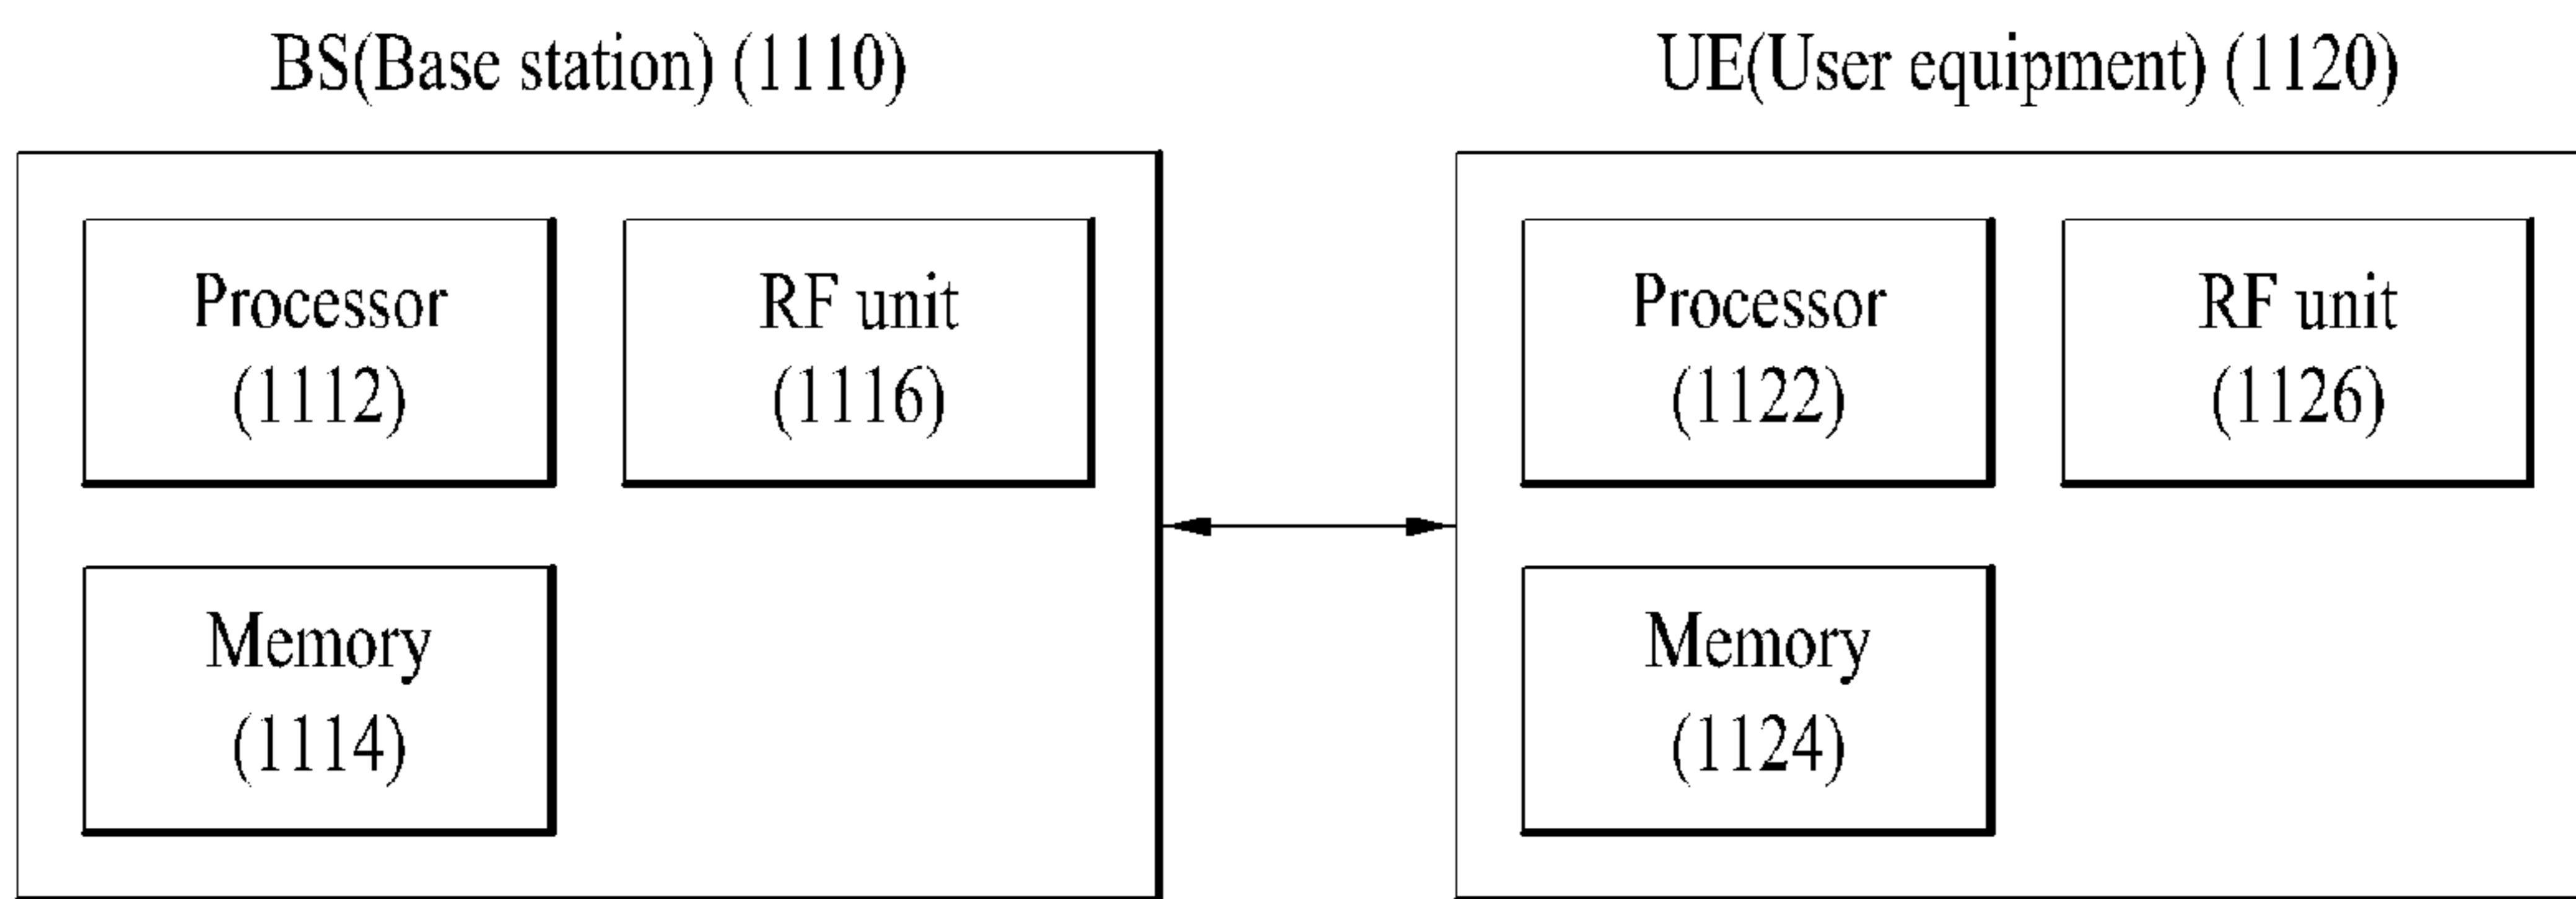 BS(Base station) (1110)
Processor
(1112)
RF unit
(1116)
Memory
(1114)
UE(User equipment) (1120)
Processor
(1122)
RF unit
(1126)
Memory
(1124)